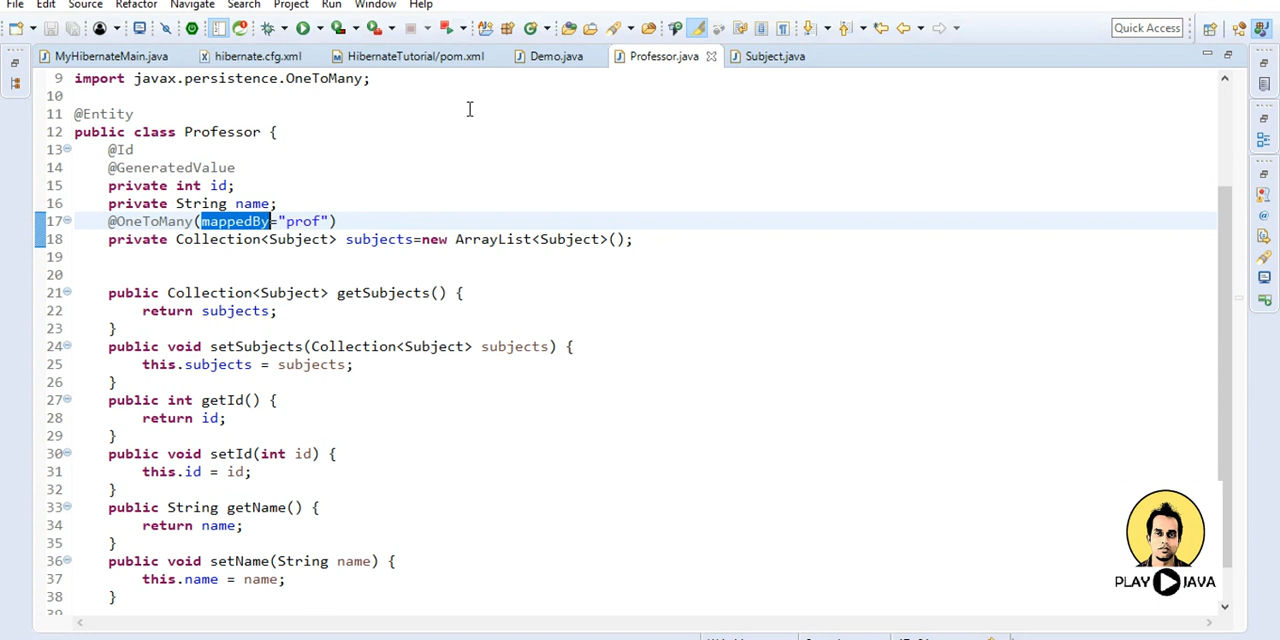 File Edit Source Refactor Navigate Search Project Run Window Help
Quick Access
MyHibernateMain.java hibernate.cfg.xml HibernateTutorial/pom.xml Demo.java Professor.java Subject.java
9 import javax.persistence.OneToMany;
10
11 @Entity
12 public class Professor {
13 @Id
14 @GeneratedValue
15 private int id;
16 private String name;
17 @OneToMany(mappedBy="prof")
18 private Collection<Subject> subjects=new ArrayList<Subject>();
19
20
21 public Collection<Subject> getSubjects() {
22 return subjects;
23 }
24 public void setSubjects(Collection<Subject> subjects) {
25 this.subjects = subjects;
26 }
27 public int getId() {
28 return id;
29 }
30 public void setId(int id) {
31 this.id = id;
32 }
33 public String getName() {
34 return name;
35 }
36 public void setName(String name) {
37 this.name = name;
38 }
PLAY JAVA